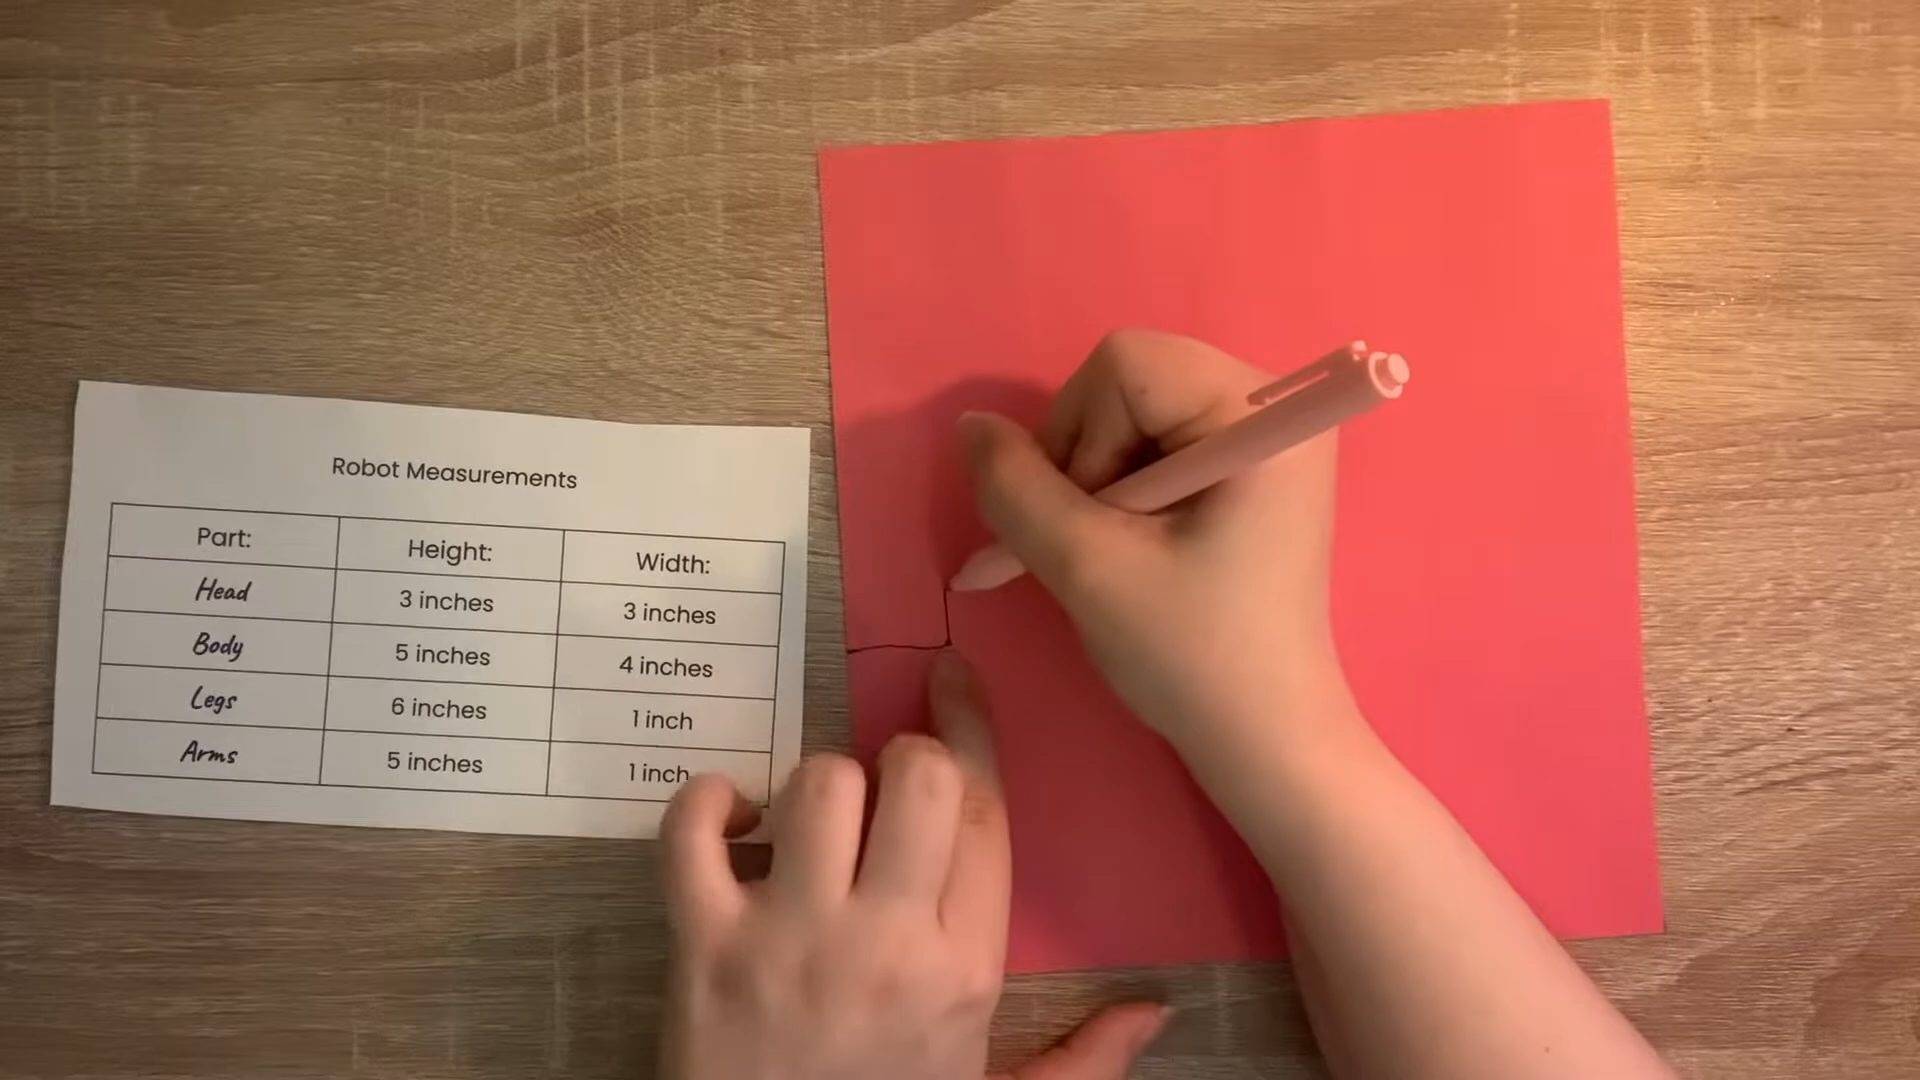 Robot Measurements
Part: Height: Width:
Head 3 inches 3 inches
Body 5 inches 4 inches
Legs 6 inches 1 inch
Arms 5 inches 1 inch